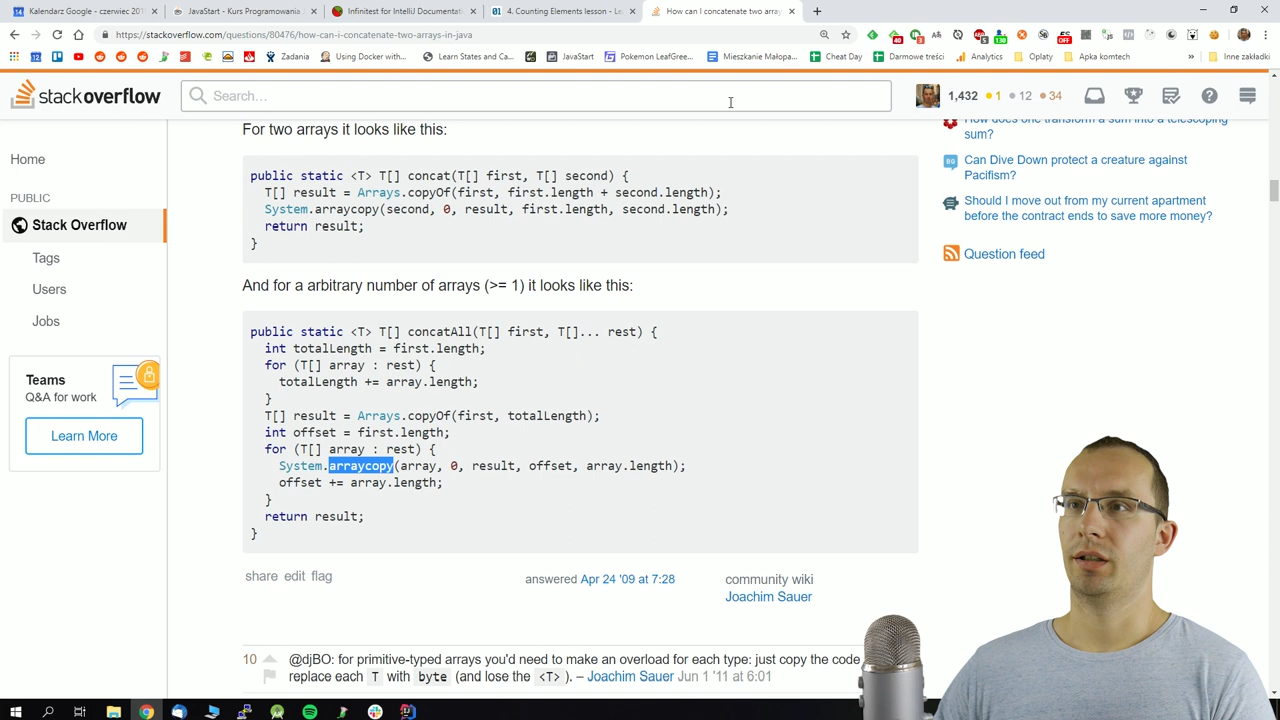 Kalendarz Google - czerwiec 201
JavaStart - Kurs Programowania J
Infinitest for IntelliJ Documentat
4. Counting Elements lesson - Le
How can I concatenate two array
https://stackoverflow.com/questions/80476/how-can-i-concatenate-two-arrays-in-java
Zadania
Using Docker with...
Learn States and Ca...
JavaStart
Pokemon LeafGree...
Mieszkanie Małopa...
Cheat Day
Darmowe treści
Analytics
Opłaty
Apka komtech
»
Inne zakładki
stackoverflow
Search...
1,432
1
12
34
For two arrays it looks like this:
public static <T> T[] concat(T[] first, T[] second) {
T[] result = Arrays.copyOf(first, first.length + second.length);
System.arraycopy(second, 0, result, first.length, second.length);
return result;
}
And for a arbitrary number of arrays (>= 1) it looks like this:
public static <T> T[] concatAll(T[] first, T[]... rest) {
int totalLength = first.length;
for (T[] array : rest) {
totalLength += array.length;
}
T[] result = Arrays.copyOf(first, totalLength);
int offset = first.length;
for (T[] array : rest) {
System.arraycopy(array, 0, result, offset, array.length);
offset += array.length;
}
return result;
}
share edit flag
answered Apr 24 '09 at 7:28
community wiki
Joachim Sauer
10
@djBO: for primitive-typed arrays you'd need to make an overload for each type: just copy the code
replace each T with byte (and lose the <T>). – Joachim Sauer Jun 1 '11 at 6:01
Home
PUBLIC
Stack Overflow
Tags
Users
Jobs
Teams
Q&A for work
Learn More
How does one transform a sum into a telescoping
sum?
Can Dive Down protect a creature against
Pacifism?
Should I move out from my current apartment
before the contract ends to save more money?
Question feed